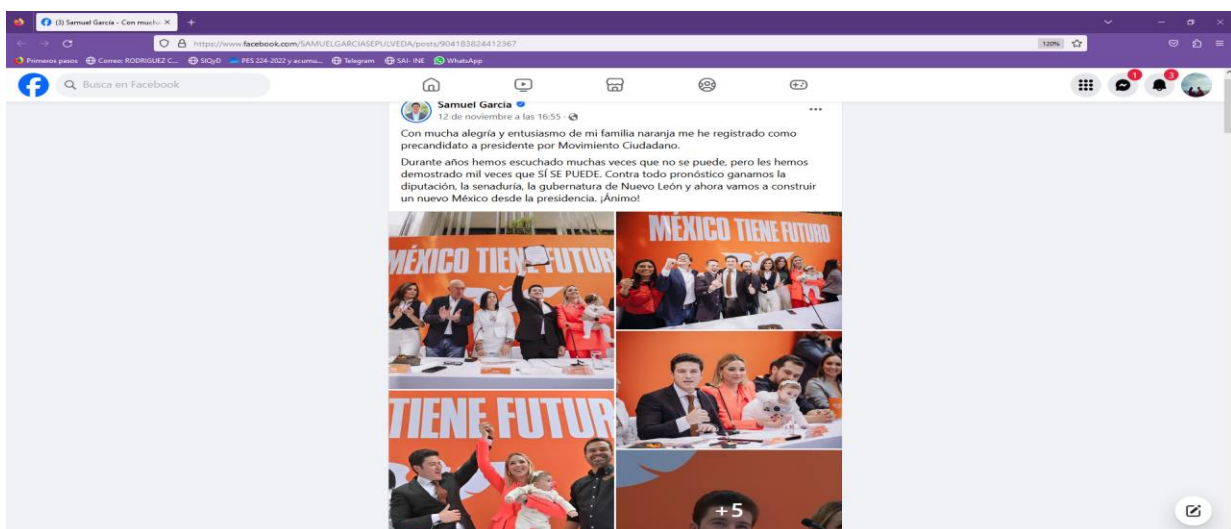 (3) Samuel García - Con mucha
https://www.facebook.com/SAMUELGARCIASEPULVEDA/posts/904183824412367
120%
Primeros pasos Correo: RODRIGUEZ C... SIQyD PES 224-2022 y acumu... Telegram SAI- INE WhatsApp
Busca en Facebook
1
3
Samuel García
12 de noviembre a las 16:55 ·
Con mucha alegría y entusiasmo de mi familia naranja me he registrado como
precandidato a presidente por Movimiento Ciudadano.
Durante años hemos escuchado muchas veces que no se puede, pero les hemos
demostrado mil veces que SÍ SE PUEDE. Contra todo pronóstico ganamos la
diputación, la senaduría, la gubernatura de Nuevo León y ahora vamos a construir
un nuevo México desde la presidencia. ¡Ánimo!
MÉXICO TIENE FUTUR
MÉXICO TIENE FUTURO
TIENE FUTUR
+5